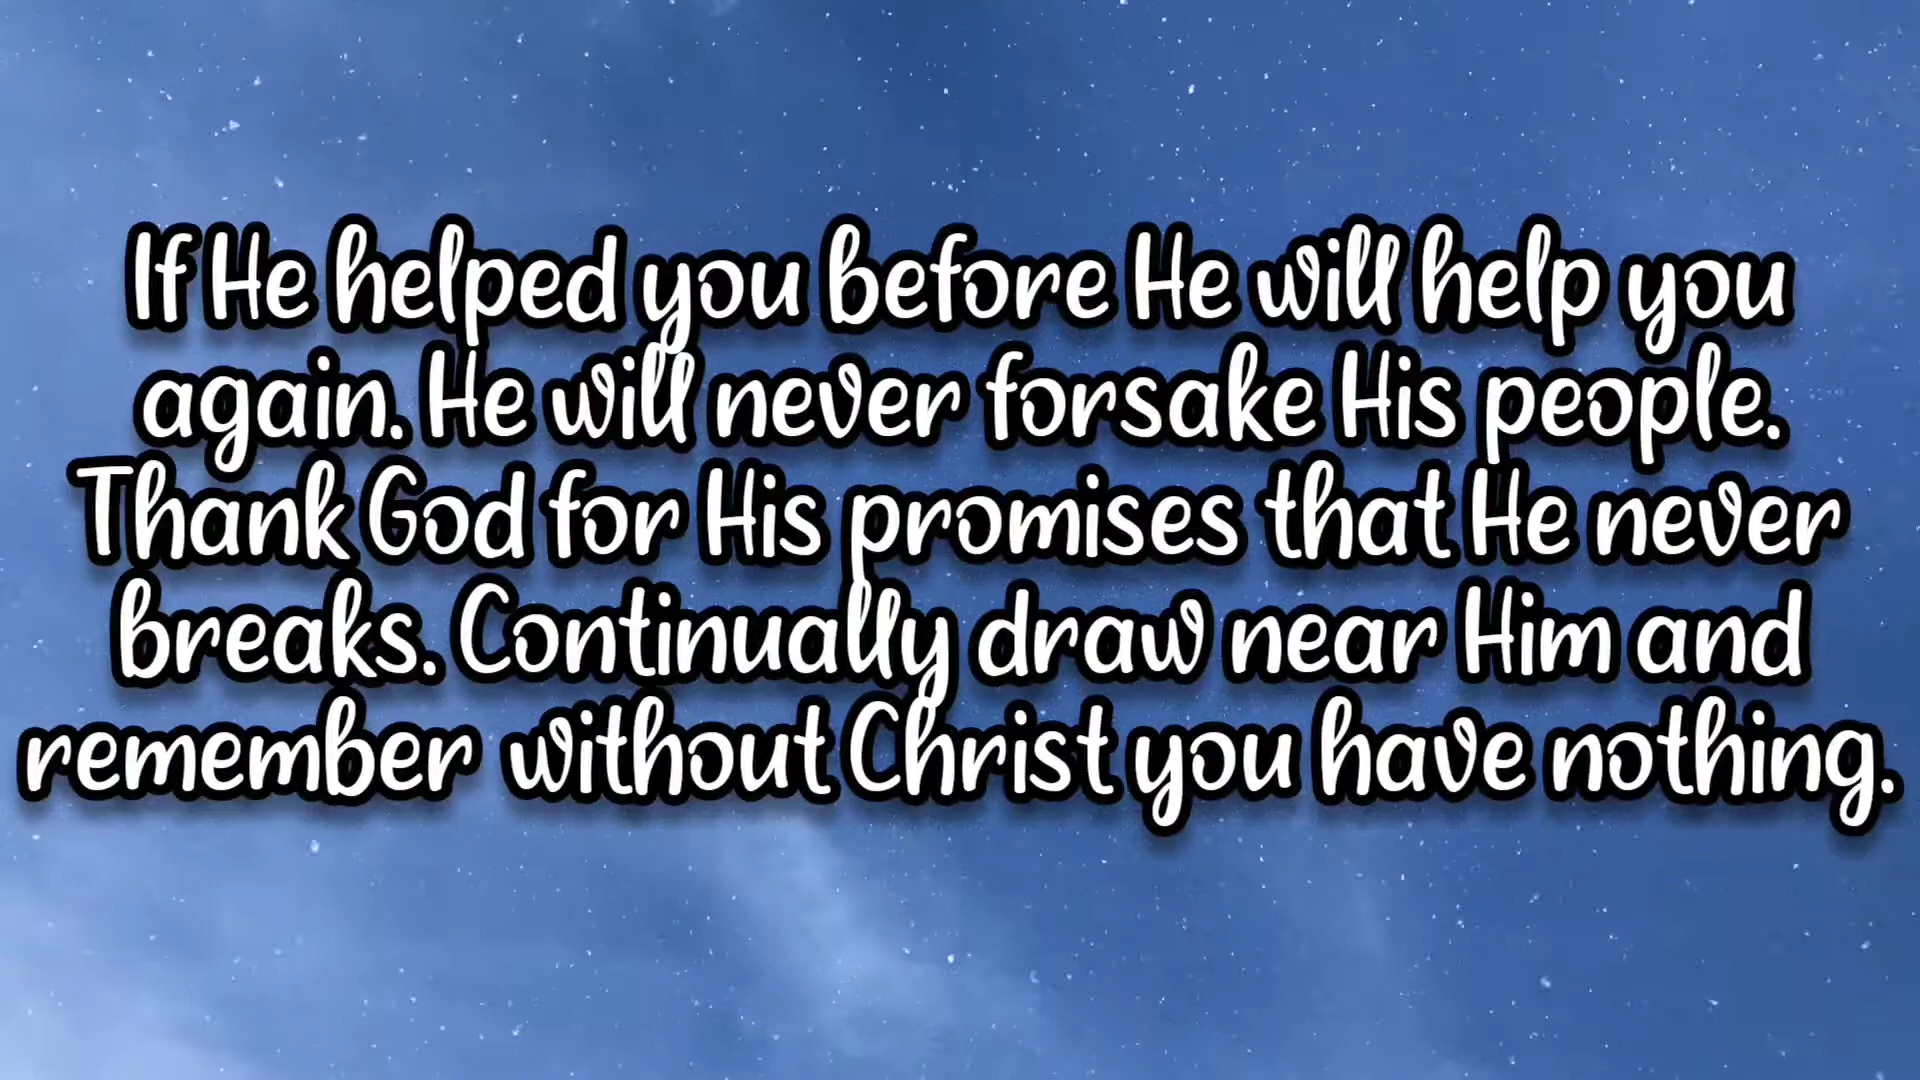 If He helped you before He will help you
again. He will never forsake His people.
Thank God for His promises that He never
breaks. Continually draw near Him and
remember without Christ you have nothing.